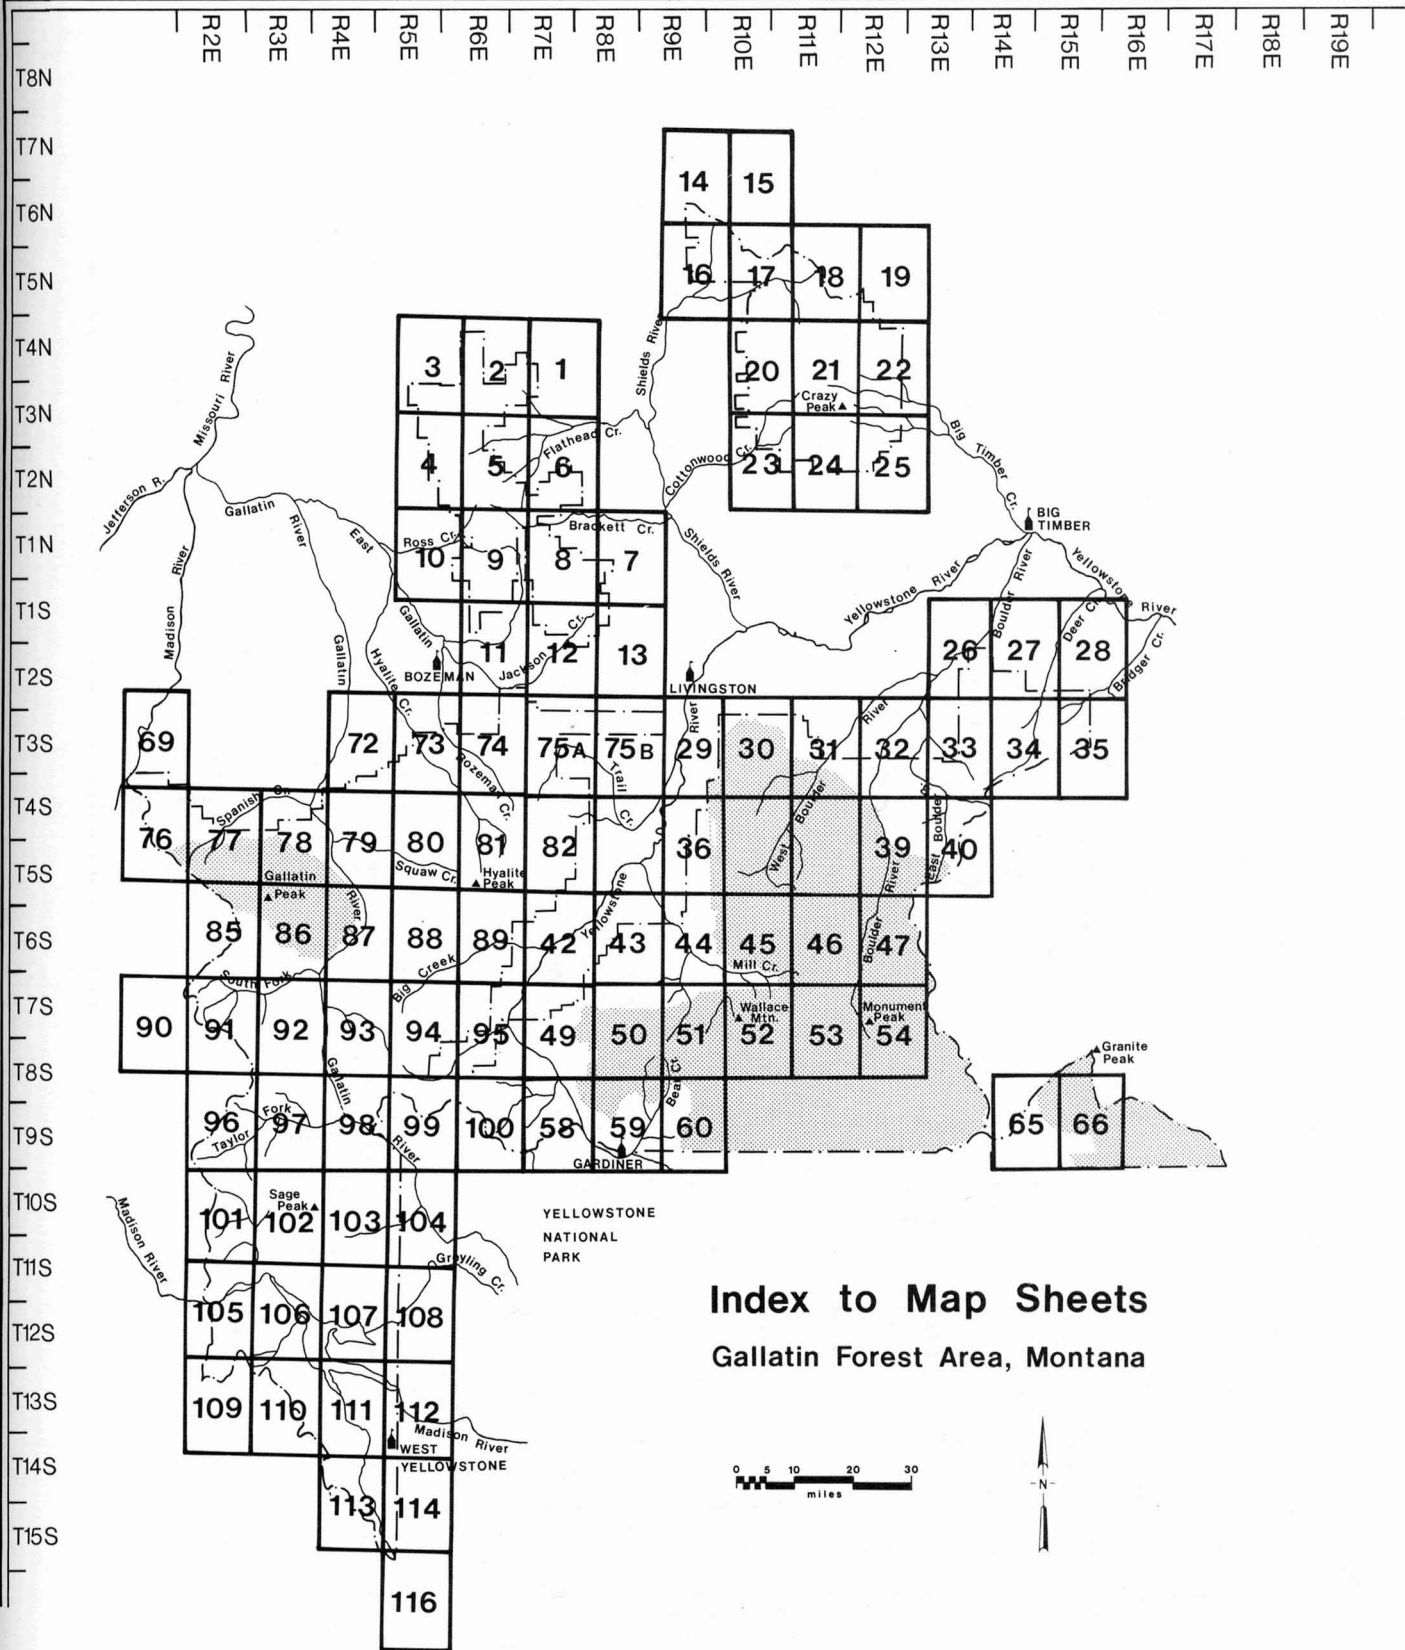 R2E R3E R4E R5E R6E R7E R8E R9E R10E R11E R12E R13E R14E R15E R16E R17E R18E R19E
T8N
T7N
14 15
T6N
T5N
16 17 18 19
T4N
Missouri River
3 2 1
Shields River
20 21 22
Crazy
Peak
T3N
Flathead Cr.
Big Timber Cr.
4 5 6
Cottonwood Cr.
23 24 25
T2N
Jefferson R.
Gallatin River
East Gallatin
BIG
TIMBER
Brackett Cr.
Ross Cr.
T1N
10 9 8 7
Shields River
Yellowstone River
Boulder River
Yellowstone River
T1S
Madison River
Gallatin
Hyalite Cr.
Deer Cr.
Bridger Cr.
11 12 13
26 27 28
Jackson Cr.
T2S
BOZEMAN
LIVINGSTON
River
River
T3S
69 72 73 74 75A 75B 29 30 31 32 33 34 35
Bozeman Cr.
Trail Cr.
T4S
Spanish Cr.
West Boulder
East Boulder
76 77 78 79 80 81 82 36 39 40
Squaw Cr.
T5S
Gallatin
Peak
Hyalite
Peak
River
Yellowstone
Boulder River
T6S
85 86 87 88 89 42 43 44 45 46 47
Mill Cr.
South Fork
Big Creek
T7S
90 91 92 93 94 95 49 50 51 52 53 54
Wallace
Mtn.
Monument
Peak
Granite
Peak
T8S
Gallatin River
Bear Cr.
T9S
96 97 98 99 100 58 59 60 65 66
Taylor Fork
GARDINER
T10S
Madison River
Sage
Peak
101 102 103 104
YELLOWSTONE
NATIONAL
PARK
T11S
Grayling Cr.
Index to Map Sheets
105 106 107 108
T12S
Gallatin Forest Area, Montana
T13S
109 110 111 112
Madison River
WEST
YELLOWSTONE
T14S
0 5 10 20 30
miles
N
113 114
T15S
116